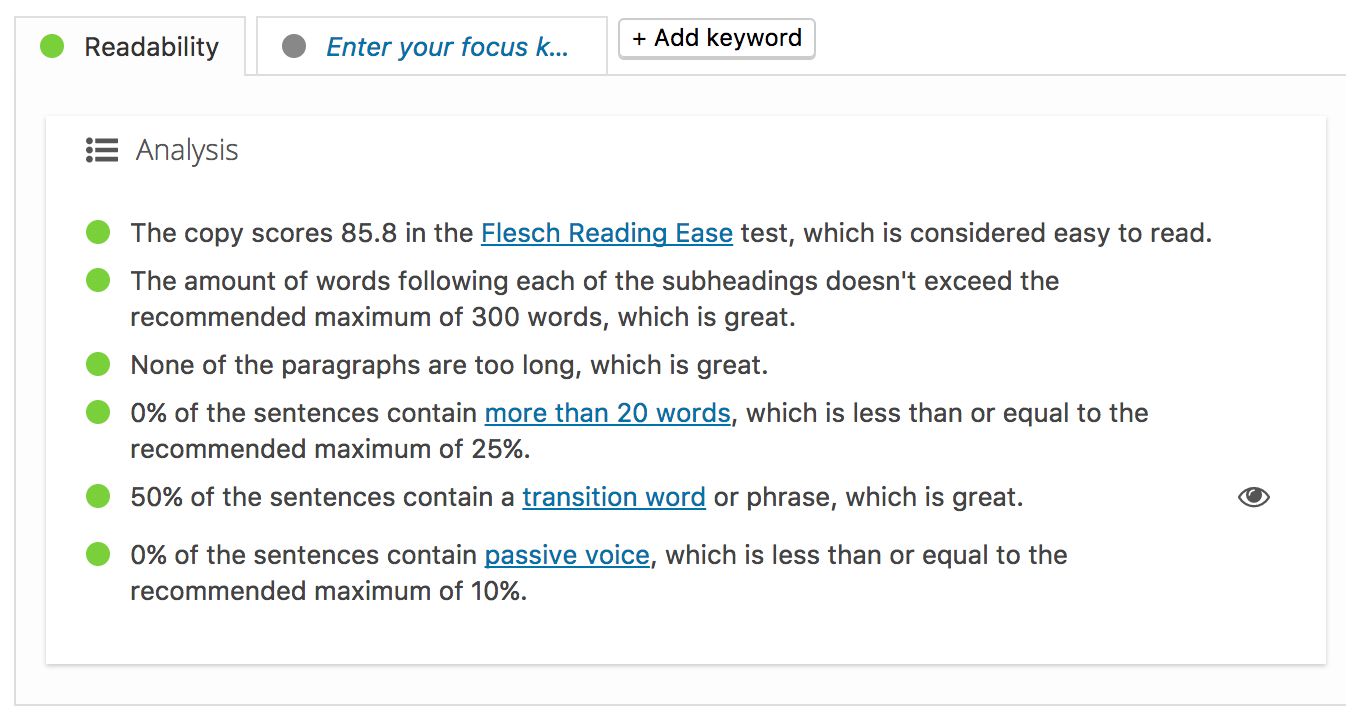 Readability
Enter your focus k...
+ Add keyword
Analysis
The copy scores 85.8 in the Flesch Reading Ease test, which is considered easy to read.
The amount of words following each of the subheadings doesn't exceed the
recommended maximum of 300 words, which is great.
None of the paragraphs are too long, which is great.
0% of the sentences contain more than 20 words, which is less than or equal to the
recommended maximum of 25%.
50% of the sentences contain a transition word or phrase, which is great.
0% of the sentences contain passive voice, which is less than or equal to the
recommended maximum of 10%.